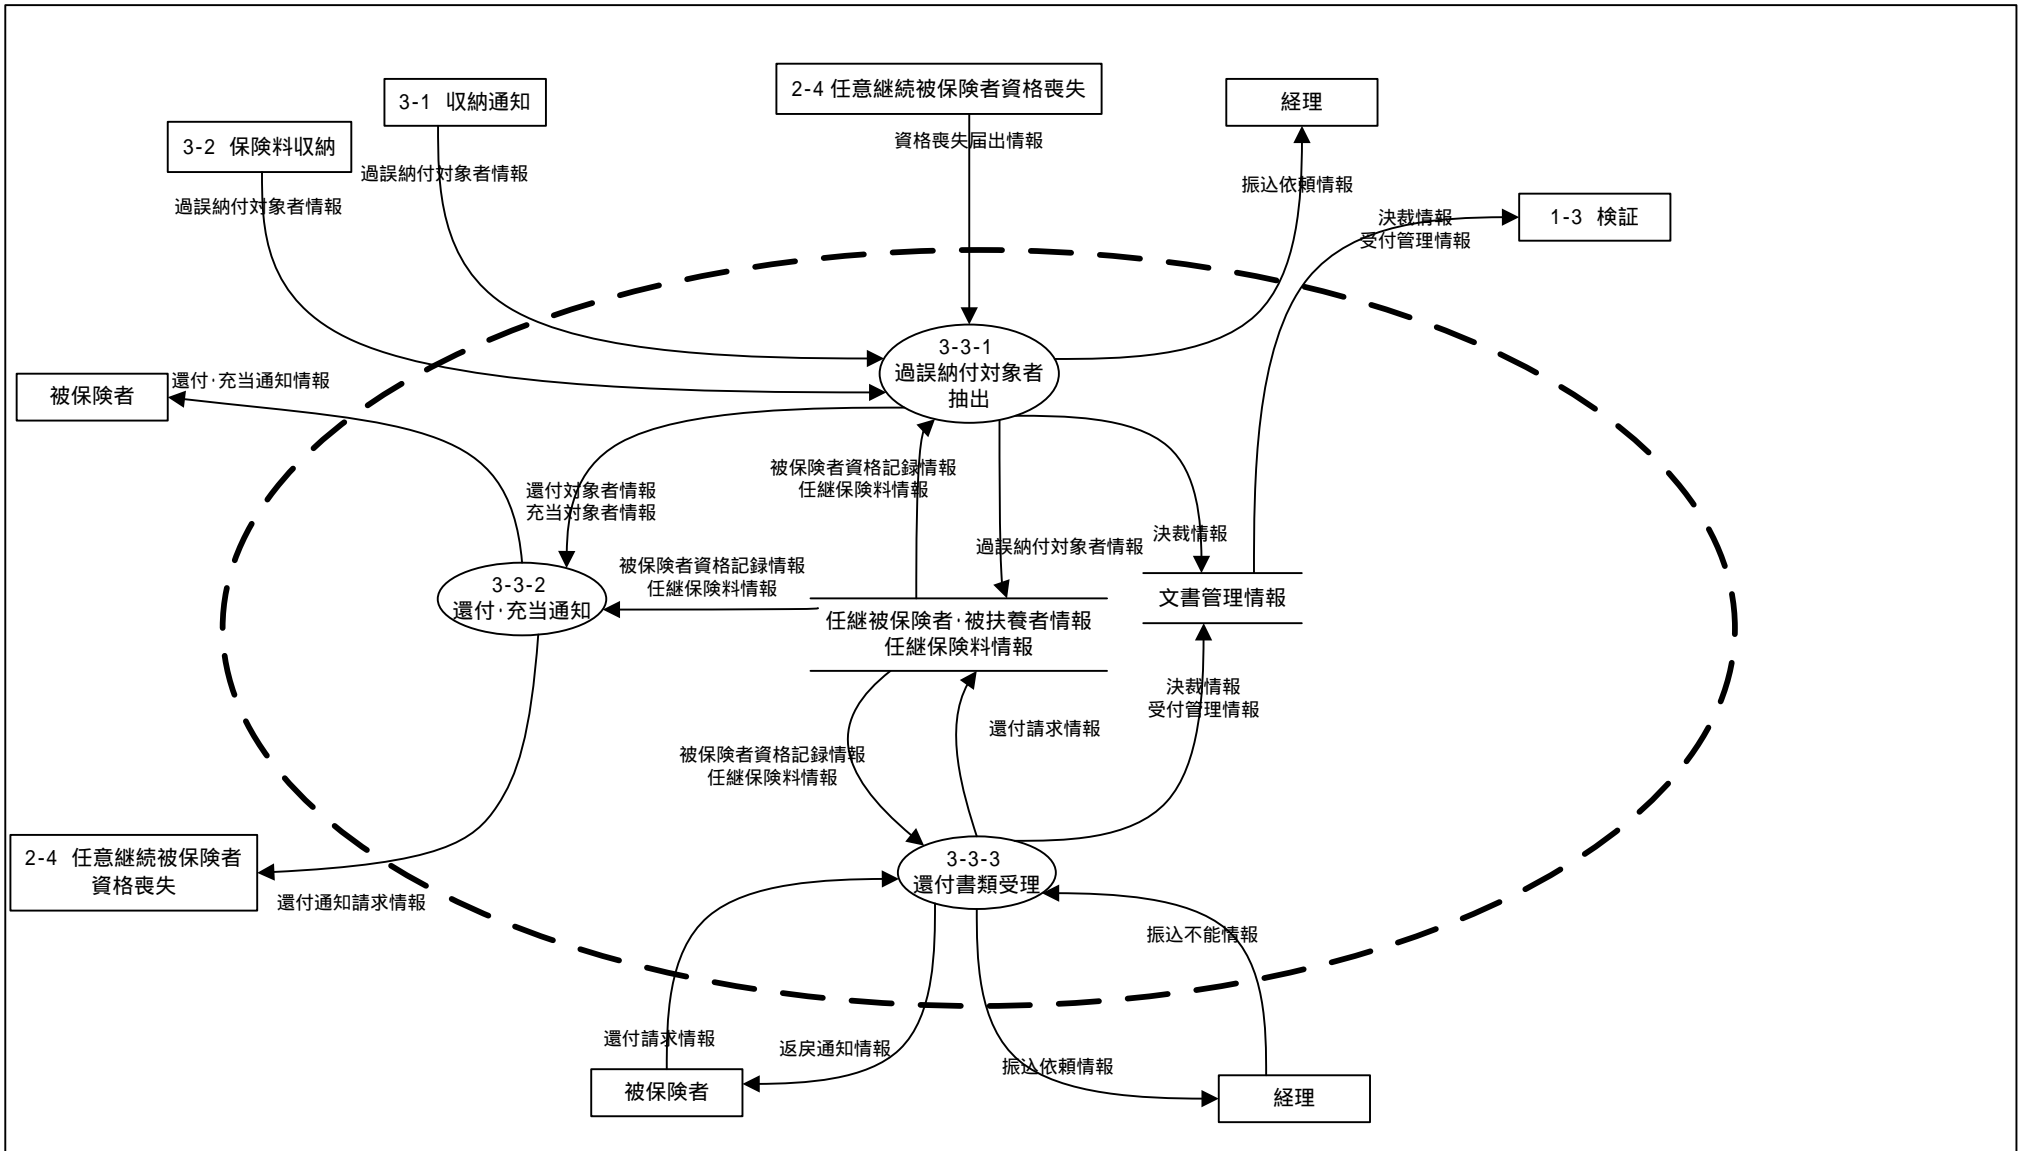 2-4 任意継続被保険者資格喪失
3-1 収納通知
経理
3-2 保険料収納
資格喪失届出情報
過誤納付対象者情報
振込依頼情報
過誤納付対象者情報
1-3 検証
決裁情報
受付管理情報
3-3-1
過誤納付対象者
抽出
被保険者
還付・充当通知情報
被保険者資格記録情報
任継保険料情報
還付対象者情報
充当対象者情報
決裁情報
過誤納付対象者情報
被保険者資格記録情報
任継保険料情報
3-3-2
還付・充当通知
文書管理情報
任継被保険者・被扶養者情報
任継保険料情報
決裁情報
受付管理情報
還付請求情報
被保険者資格記録情報
任継保険料情報
2-4 任意継続被保険者
資格喪失
3-3-3
還付書類受理
還付通知請求情報
振込不能情報
還付請求情報
返戻通知情報
振込依頼情報
被保険者
経理